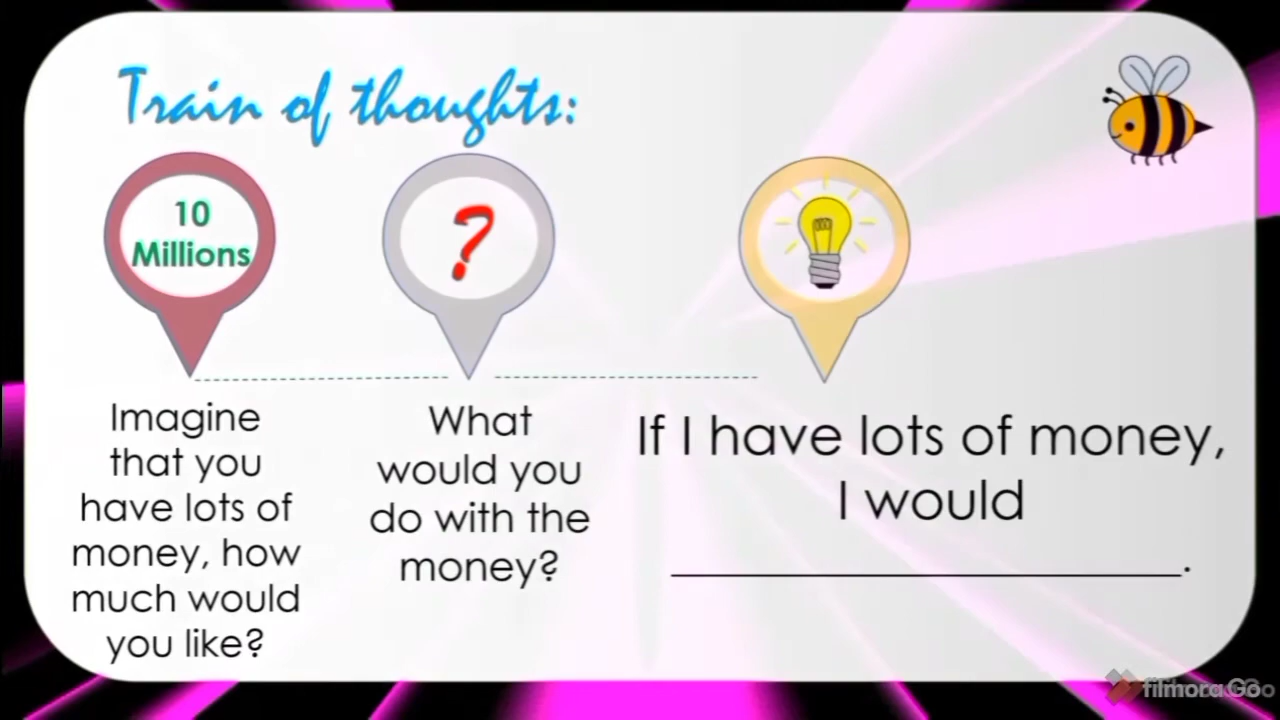 Train of thoughts:
10
Millions
?
Imagine
that you
have lots of
money, how
much would
you like?
What
would you
do with the
money?
If I have lots of money,
I would
____________________.
filmora Go